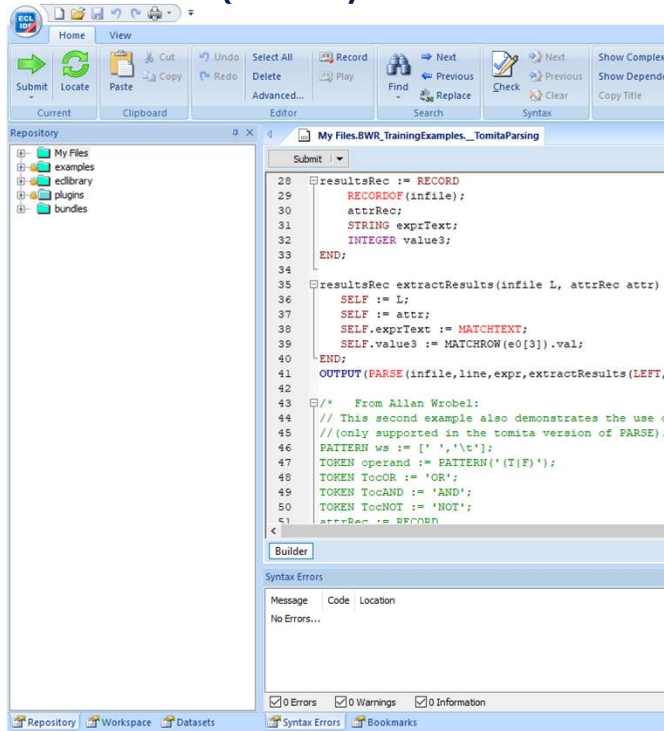 ECL
IDE
Home View
Submit Locate
Current
Paste Cut Copy
Clipboard
Undo Redo
Select All
Delete
Advanced...
Editor
Record
Play
Find Next
Previous
Replace
Search
Check Next
Previous
Clear
Syntax
Show Complex
Show Depende
Copy Title
Repository
My Files
examples
eclibrary
plugins
bundles
My Files.BWR_TrainingExamples.__TomitaParsing
Submit
28 resultsRec := RECORD
29 RECORDOF(infile);
30 attrRec;
31 STRING exprText;
32 INTEGER value3;
33 END;
34
35 resultsRec extractResults(infile L, attrRec attr)
36 SELF := L;
37 SELF := attr;
38 SELF.exprText := MATCHTEXT;
39 SELF.value3 := MATCHROW(e0[3]).val;
40 END;
41 OUTPUT(PARSE(infile,line,expr,extractResults(LEFT,
42
43 /* From Allan Wrobel:
44 // This second example also demonstrates the use o
45 //(only supported in the tomita version of PARSE).
46 PATTERN ws := [' ','\t'];
47 TOKEN operand := PATTERN('(T|F)');
48 TOKEN TocOR := 'OR';
49 TOKEN TocAND := 'AND';
50 TOKEN TocNOT := 'NOT';
51 attrRec := RECORD
Builder
Syntax Errors
Message Code Location
No Errors...
0 Errors 0 Warnings 0 Information
Repository Workspace Datasets
Syntax Errors Bookmarks